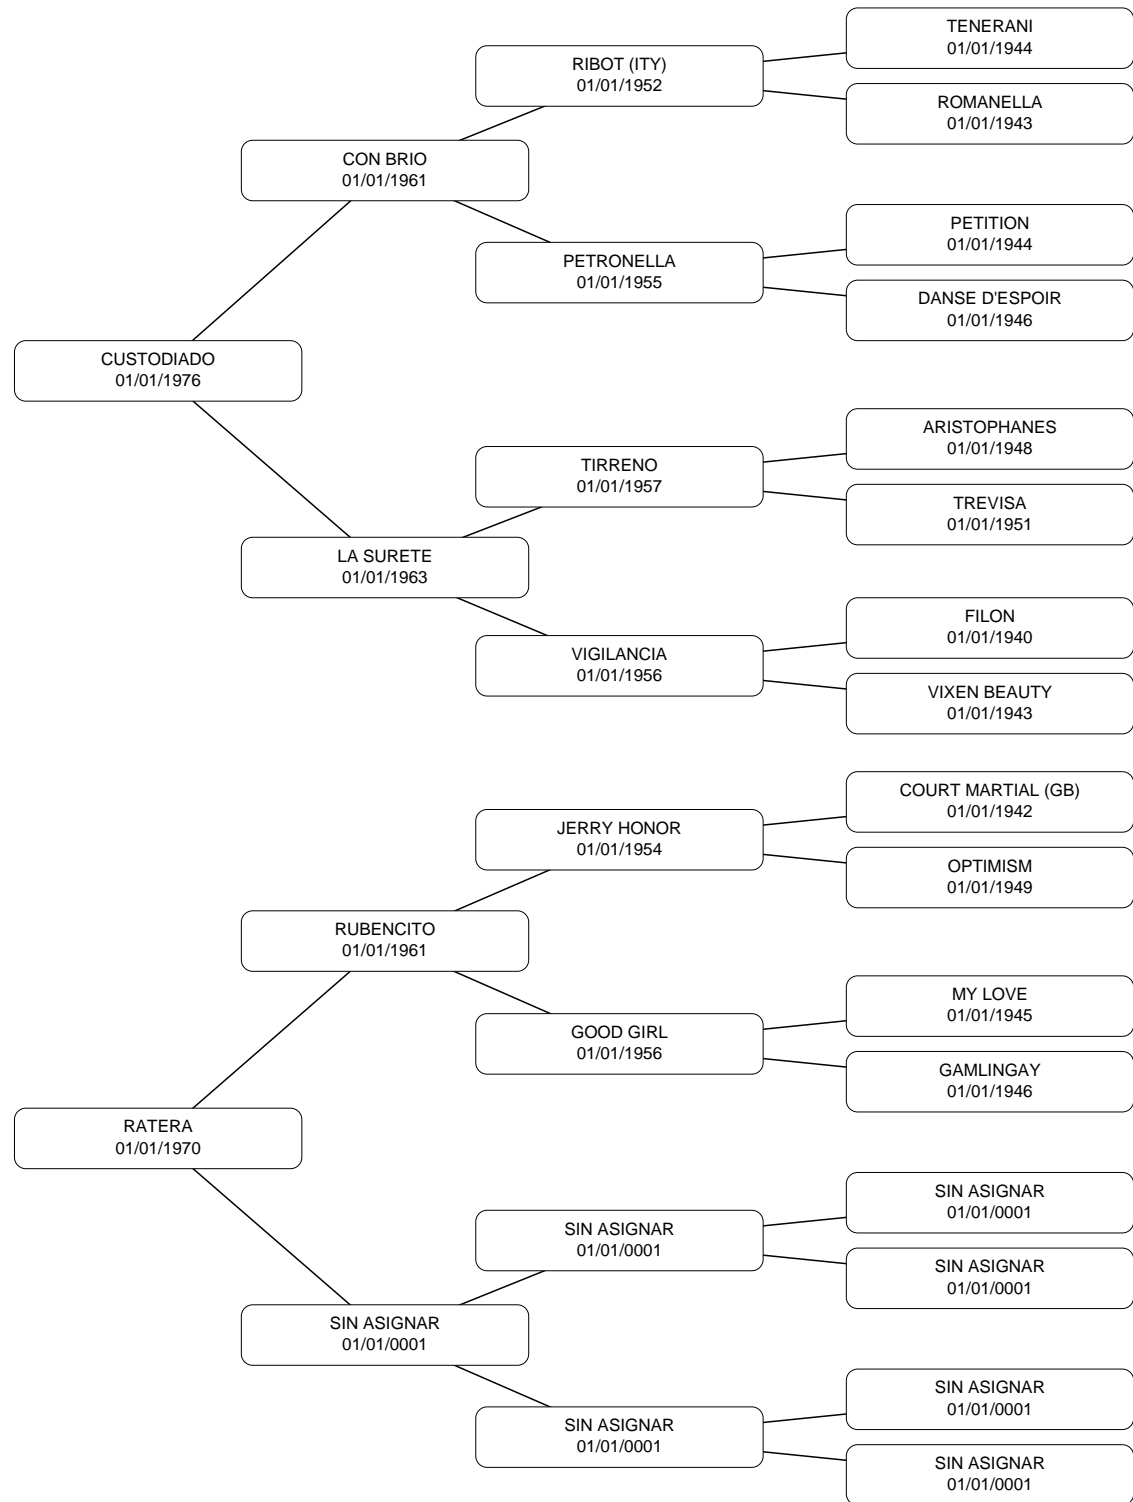 TENERANI
01/01/1944
RIBOT (ITY)
01/01/1952
ROMANELLA
01/01/1943
CON BRIO
01/01/1961
PETITION
01/01/1944
PETRONELLA
01/01/1955
DANSE D'ESPOIR
01/01/1946
CUSTODIADO
01/01/1976
ARISTOPHANES
01/01/1948
TIRRENO
01/01/1957
TREVISA
01/01/1951
LA SURETE
01/01/1963
FILON
01/01/1940
VIGILANCIA
01/01/1956
VIXEN BEAUTY
01/01/1943
COURT MARTIAL (GB)
01/01/1942
JERRY HONOR
01/01/1954
OPTIMISM
01/01/1949
RUBENCITO
01/01/1961
MY LOVE
01/01/1945
GOOD GIRL
01/01/1956
GAMLINGAY
01/01/1946
RATERA
01/01/1970
SIN ASIGNAR
01/01/0001
SIN ASIGNAR
01/01/0001
SIN ASIGNAR
01/01/0001
SIN ASIGNAR
01/01/0001
SIN ASIGNAR
01/01/0001
SIN ASIGNAR
01/01/0001
SIN ASIGNAR
01/01/0001